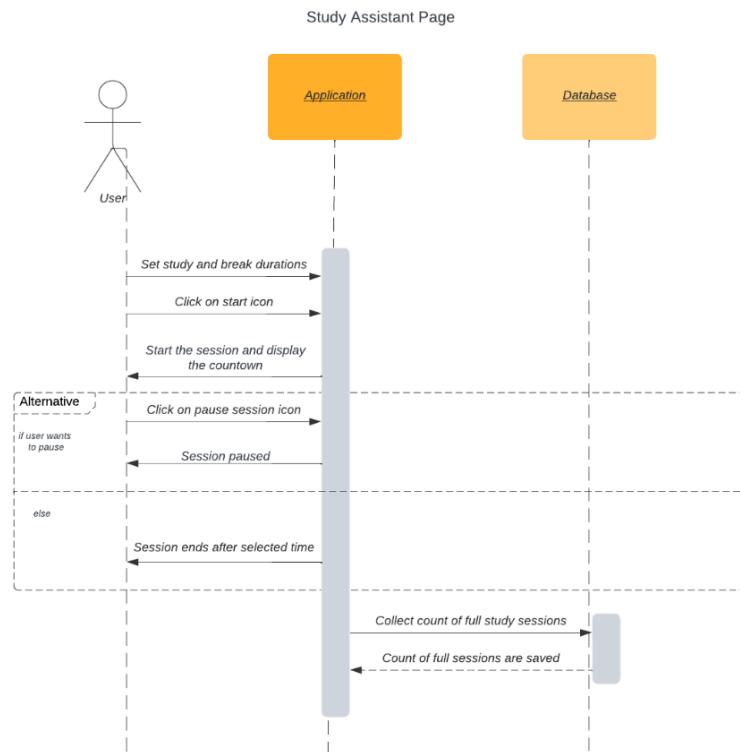 Study Assistant Page
Application
Database
User
Set study and break durations
Click on start icon
Start the session and display
the countown
Alternative
Click on pause session icon
if user wants
to pause
Session paused
else
Session ends after selected time
Collect count of full study sessions
Count of full sessions are saved